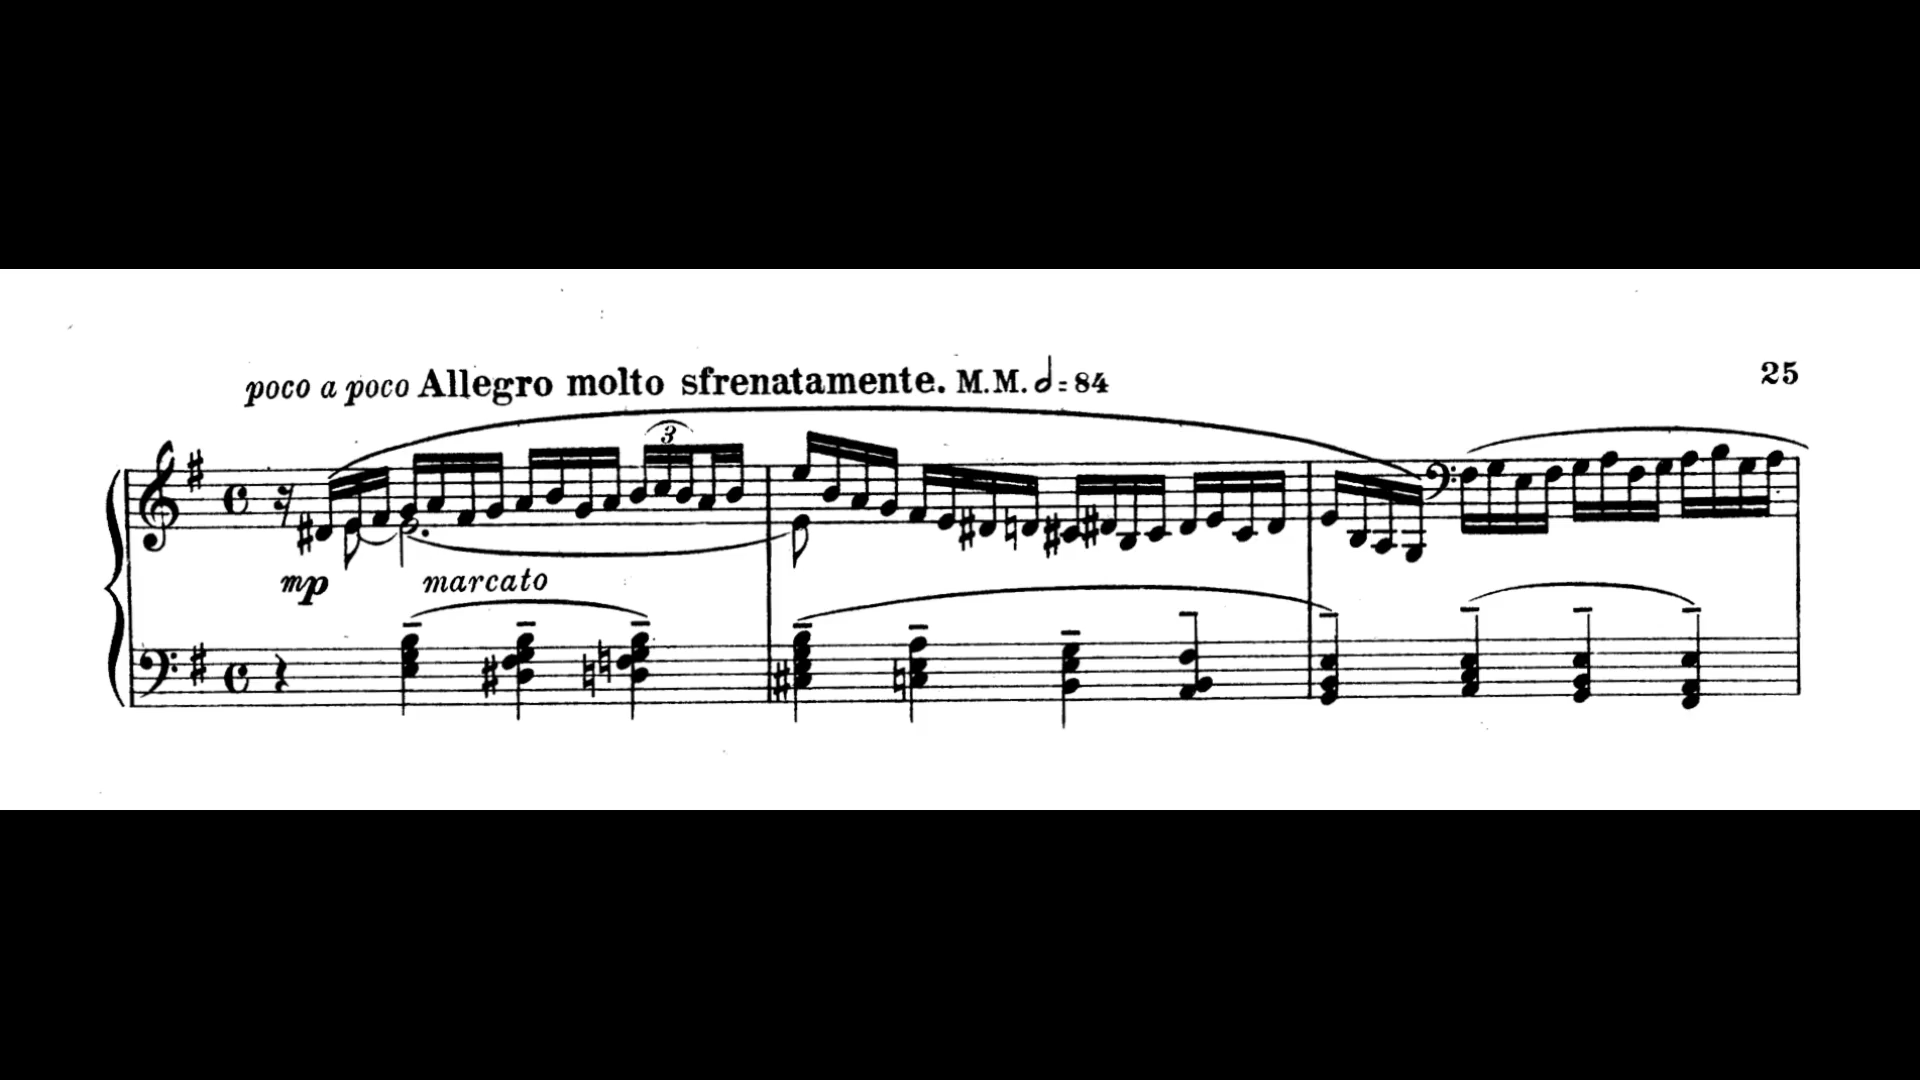 poco a poco Allegro molto sfrenatamente. M.M. 𝅗𝅥 = 84
25
3
mp marcato